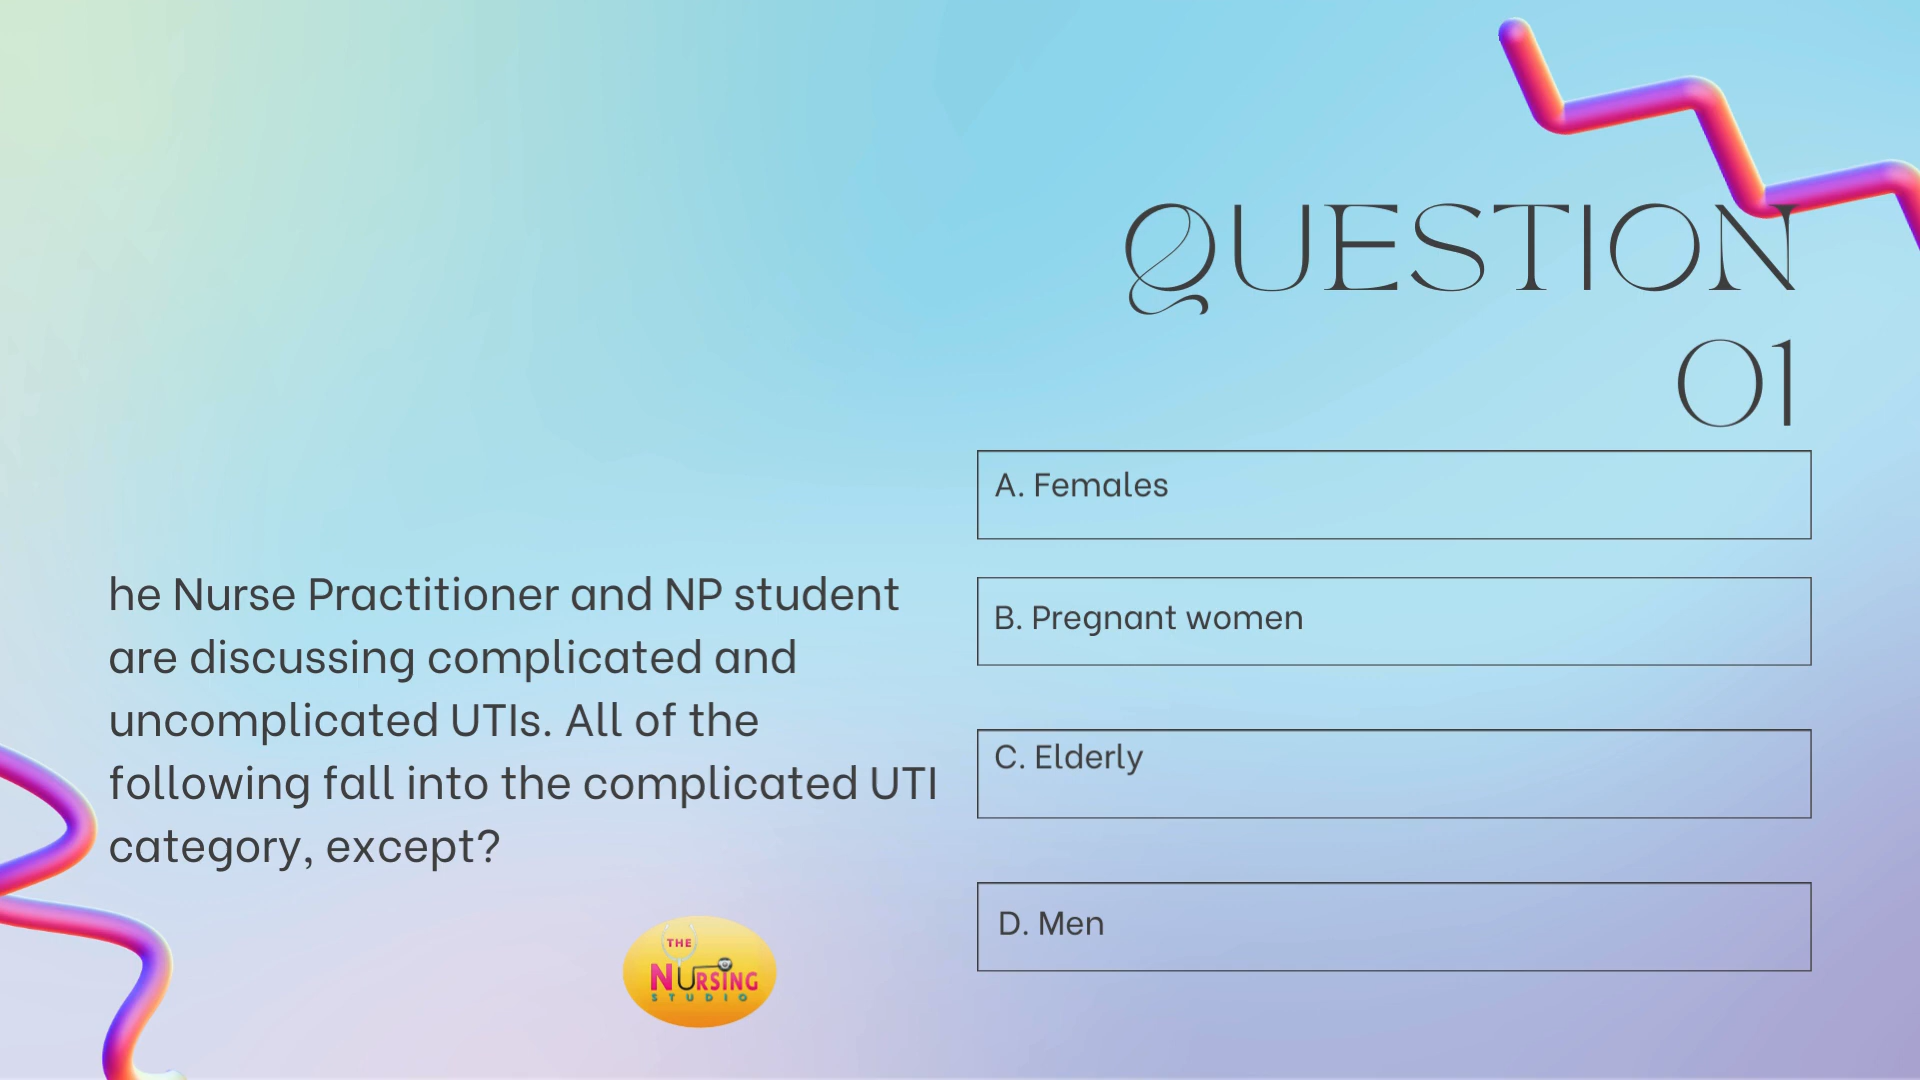 QUESTION
01
he Nurse Practitioner and NP student
are discussing complicated and
uncomplicated UTIs. All of the
following fall into the complicated UTI
category, except?
A. Females
B. Pregnant women
C. Elderly
D. Men
THE
NURSING
STUDIO